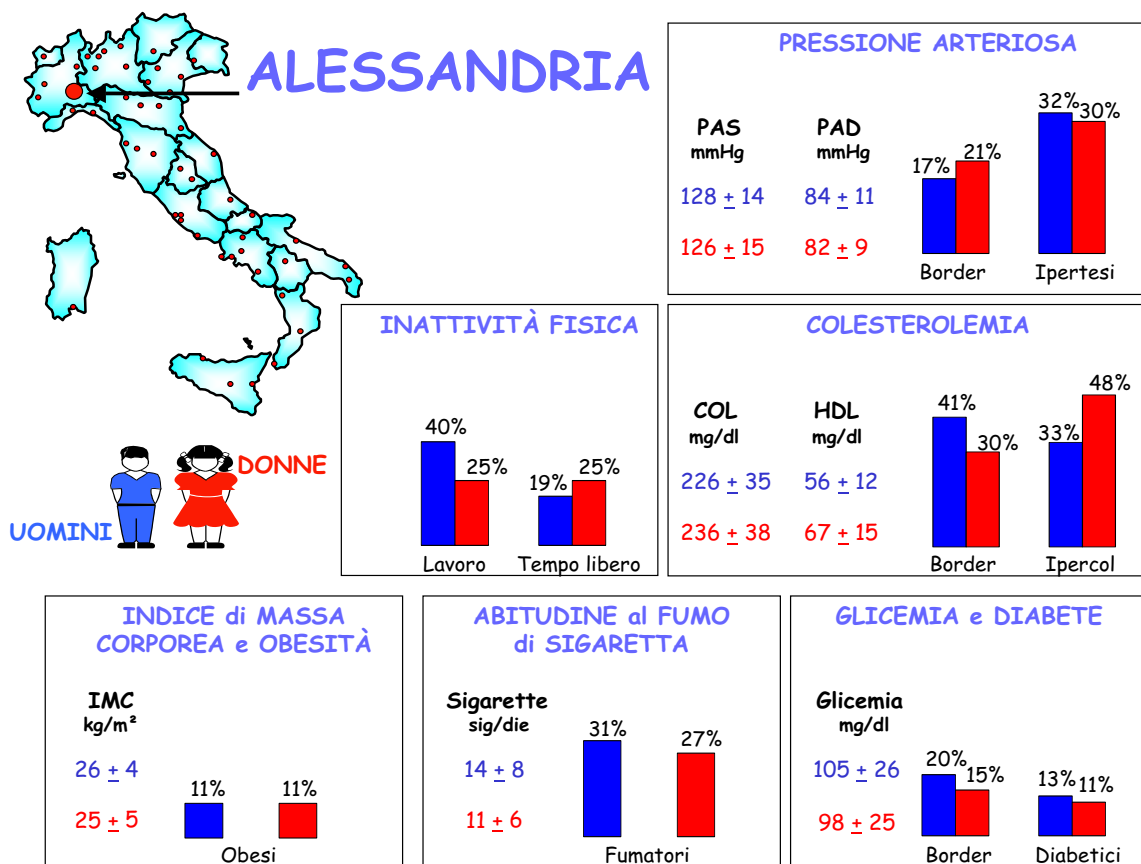 ALESSANDRIA
UOMINI
DONNE
PRESSIONE ARTERIOSA
PAS PAD
mmHg mmHg
128 ± 14 84 ± 11
126 ± 15 82 ± 9
17% 21% 32% 30%
Border Ipertesi
INATTIVITÀ FISICA
40% 25% 19% 25%
Lavoro Tempo libero
COLESTEROLEMIA
COL HDL
mg/dl mg/dl
226 ± 35 56 ± 12
236 ± 38 67 ± 15
41% 30% 33% 48%
Border Ipercol
INDICE di MASSA
CORPOREA e OBESITÀ
IMC
kg/m²
26 ± 4
25 ± 5
11% 11%
Obesi
ABITUDINE al FUMO
di SIGARETTA
Sigarette
sig/die
14 ± 8
11 ± 6
31% 27%
Fumatori
GLICEMIA e DIABETE
Glicemia
mg/dl
105 ± 26
98 ± 25
20% 15% 13% 11%
Border Diabetici